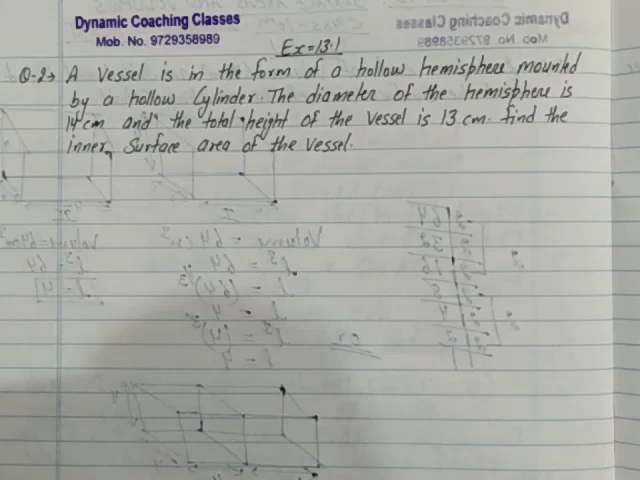 Dynamic Coaching Classes
Mob. No. 9729358989
Ex=13.1
Q-2→ A vessel is in the form of a hollow hemisphere mounted
by a hollow Cylinder. The diameter of the hemisphere is
14 cm and the total height of the vessel is 13 cm. find the
inner surface area of the vessel.